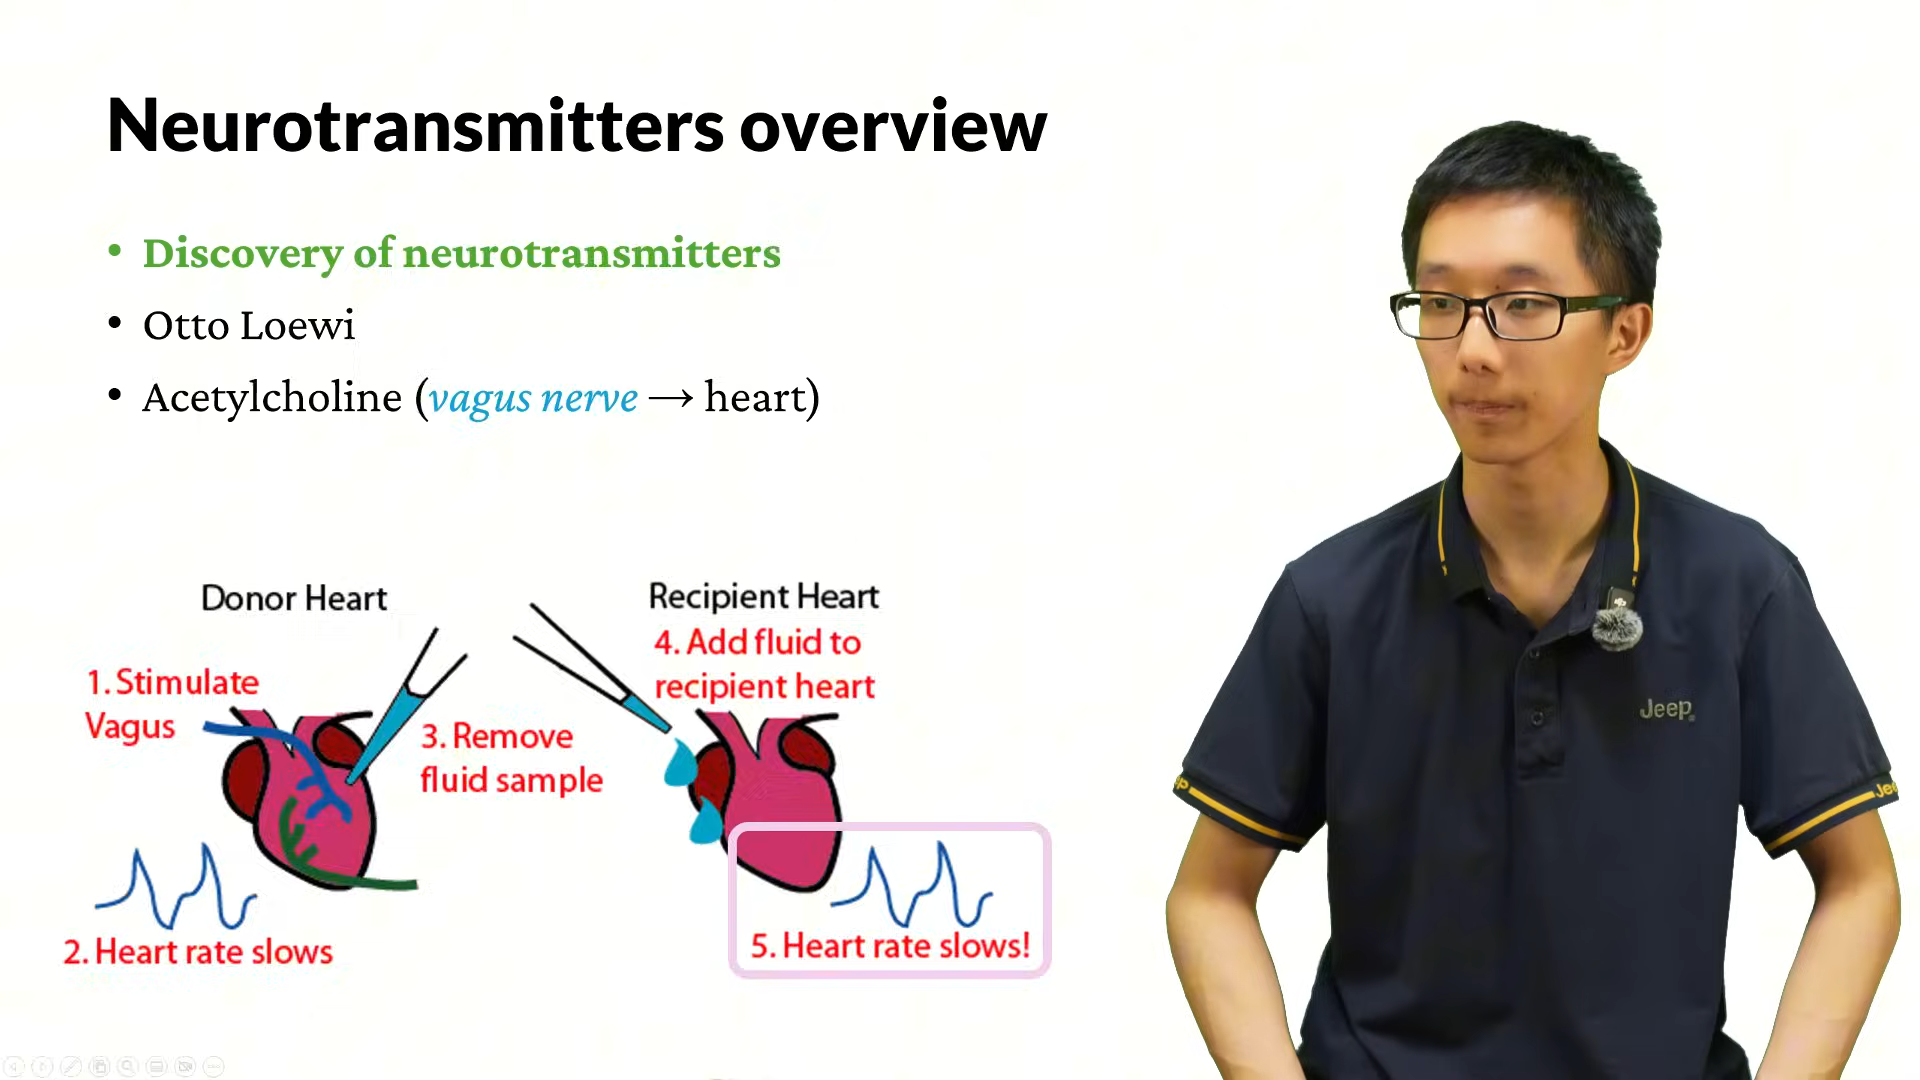 Neurotransmitters overview
• Discovery of neurotransmitters
• Otto Loewi
• Acetylcholine (vagus nerve → heart)
Donor Heart
1. Stimulate
Vagus
3. Remove
fluid sample
2. Heart rate slows
Recipient Heart
4. Add fluid to
recipient heart
5. Heart rate slows!
Jeep